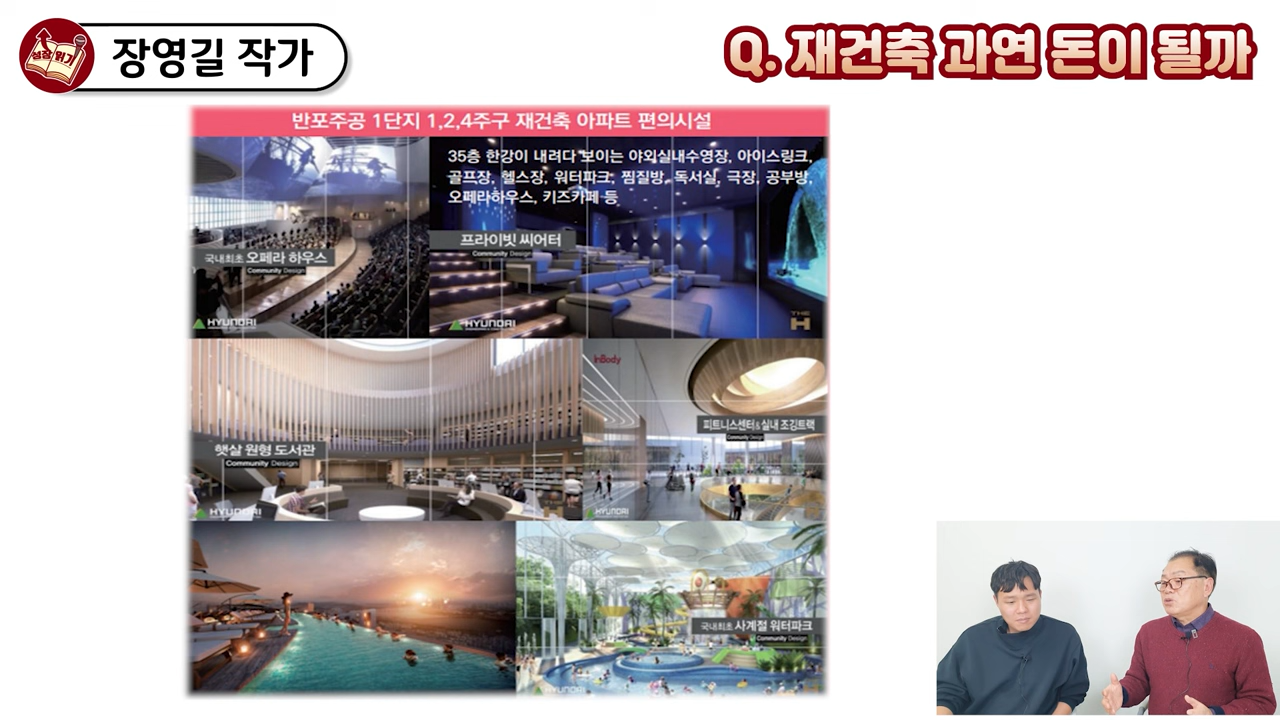 성점 읽기
장영길 작가
Q. 재건축 과연 돈이 될까
반포주공 1단지 1,2,4주구 재건축 아파트 편의시설
35층 한강이 내려다 보이는 야외실내수영장, 아이스링크,
골프장, 헬스장, 워터파크, 찜질방, 독서실, 극장, 공부방,
오페라하우스, 키즈카페 등
국내최초 오페라 하우스
Community Design
HYUNDAI
프라이빗 씨어터
Community Design
HYUNDAI
THE H
햇살 원형 도서관
Community Design
HYUNDAI
InBody
피트니스센터&실내 조깅트랙
Community Design
HYUNDAI
국내최초 사계절 워터파크
Community Design
HYUNDAI